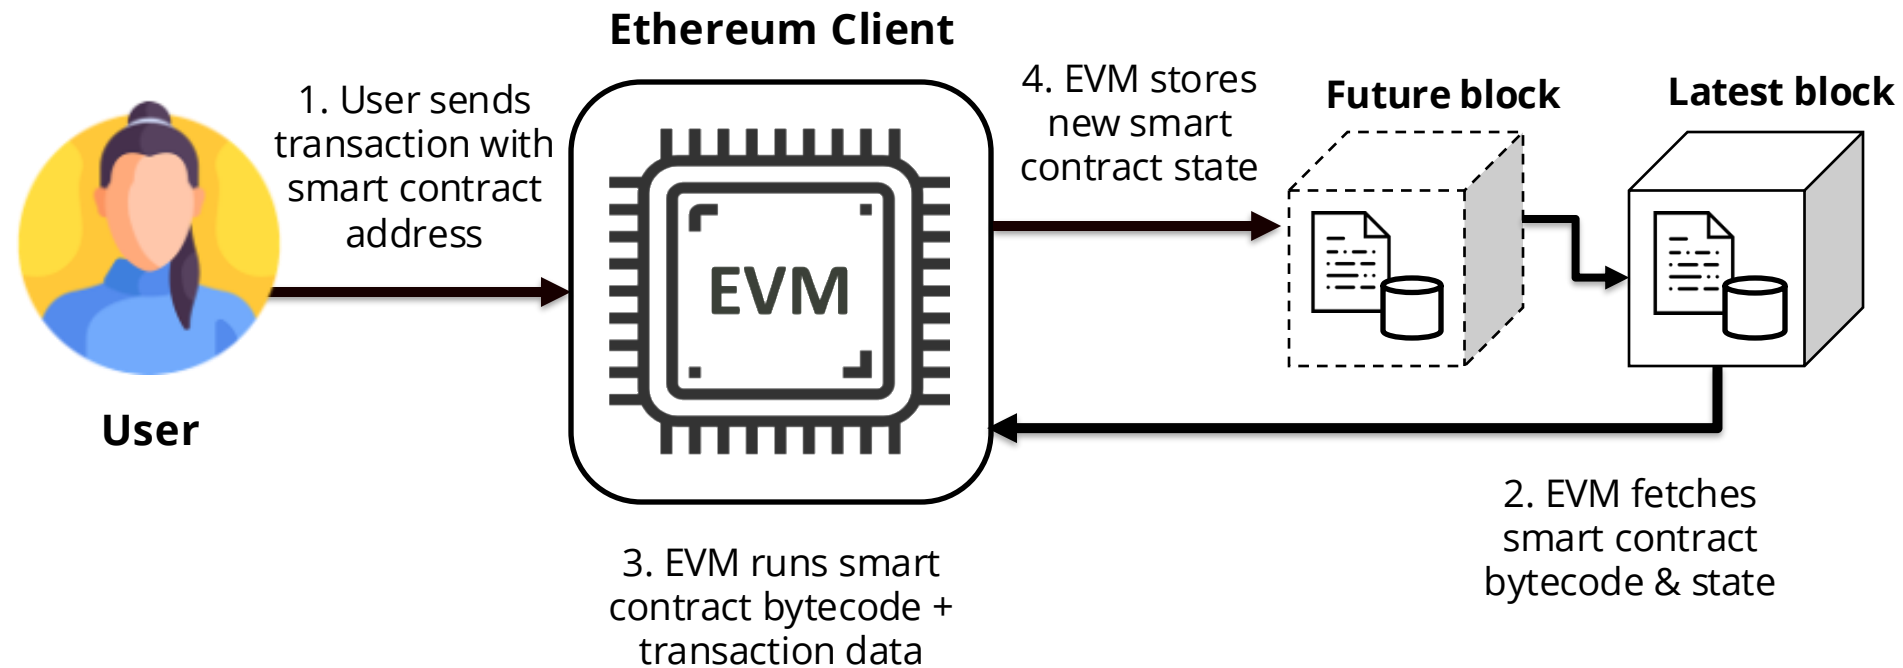 Ethereum Client
1. User sends
transaction with
smart contract
address
User
EVM
3. EVM runs smart
contract bytecode +
transaction data
4. EVM stores
new smart
contract state
Future block
Latest block
2. EVM fetches
smart contract
bytecode & state